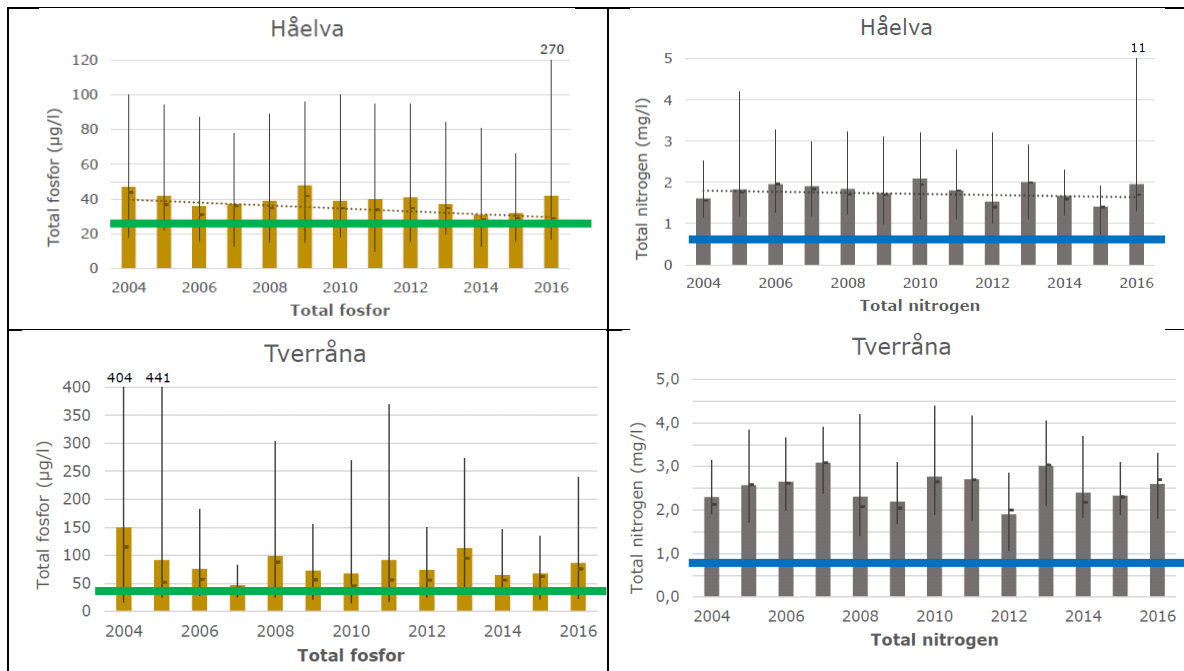 Håelva
270
120
100
80
60
40
20
0
Total fosfor (µg/l)
2004 2006 2008 2010 2012 2014 2016
Total fosfor
Håelva
11
5
4
3
2
1
0
Total nitrogen (mg/l)
2004 2006 2008 2010 2012 2014 2016
Total nitrogen
Tverråna
404 441
400
350
300
250
200
150
100
50
0
Total fosfor (µg/l)
2004 2006 2008 2010 2012 2014 2016
Total fosfor
Tverråna
5,0
4,0
3,0
2,0
1,0
0,0
Total nitrogen (mg/l)
2004 2006 2008 2010 2012 2014 2016
Total nitrogen